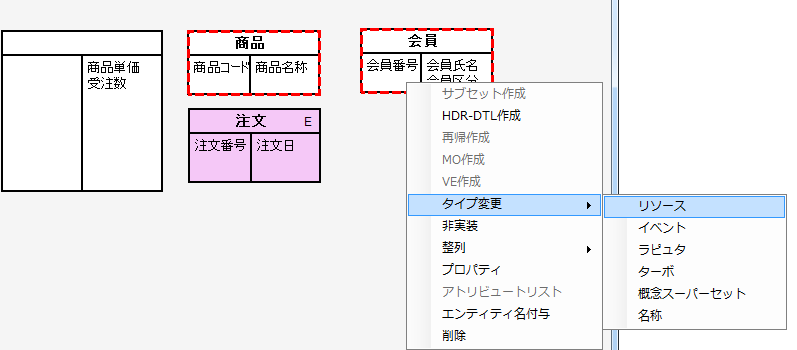 商品単価
受注数
商品
商品コード
商品名称
会員
会員番号
会員氏名
会員区分
注文
E
注文番号
注文日
サブセット作成
HDR-DTL作成
再帰作成
MO作成
VE作成
タイプ変更
非実装
整列
プロパティ
アトリビュートリスト
エンティティ名付与
削除
リソース
イベント
ラピュタ
ターボ
概念スーパーセット
名称